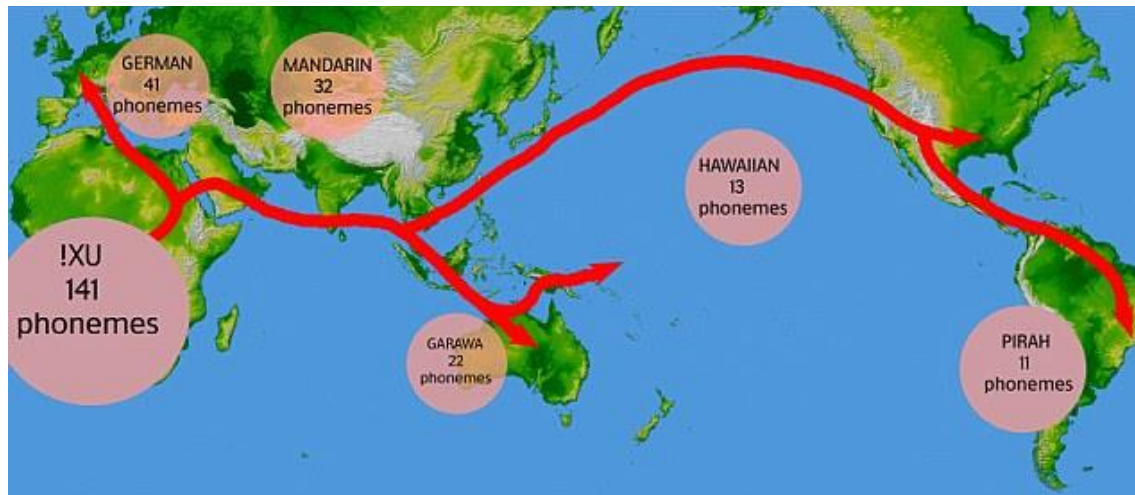 GERMAN
41
phonemes
MANDARIN
32
phonemes
HAWAIIAN
13
phonemes
!XU
141
phonemes
GARAWA
22
phonemes
PIRAH
11
phonemes